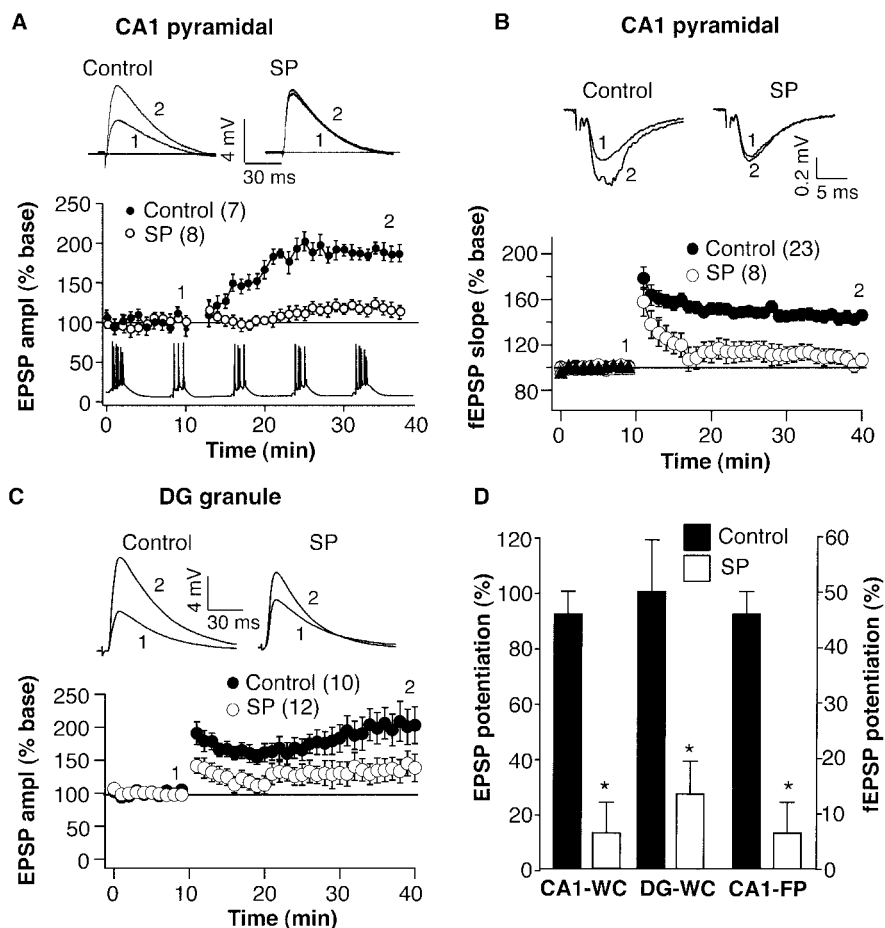 A
CA1 pyramidal
Control
SP
2
1
4 mV
30 ms
2
1
EPSP ampl (% base)
250
200
150
100
50
0
Control (7)
SP (8)
1
2
0 10 20 30 40
Time (min)
B
CA1 pyramidal
Control
SP
1
2
1
2
0.2 mV
5 ms
fEPSP slope (% base)
200
160
120
80
Control (23)
SP (8)
1
2
0 10 20 30 40
Time (min)
C
DG granule
Control
SP
2
1
4 mV
30 ms
2
1
EPSP ampl (% base)
250
200
150
100
50
0
Control (10)
SP (12)
1
2
0 10 20 30 40
Time (min)
D
EPSP potentiation (%)
120
100
80
60
40
20
0
Control
SP
* * *
60
50
40
30
20
10
0
fEPSP potentiation (%)
CA1-WC DG-WC CA1-FP